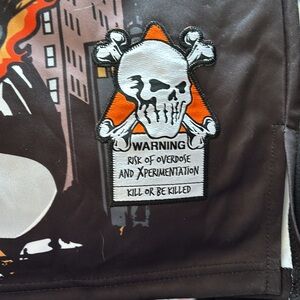 WARNING
RISK OF OVERDOSE
AND XPERIMENTATION
KILL OR BE KILLED